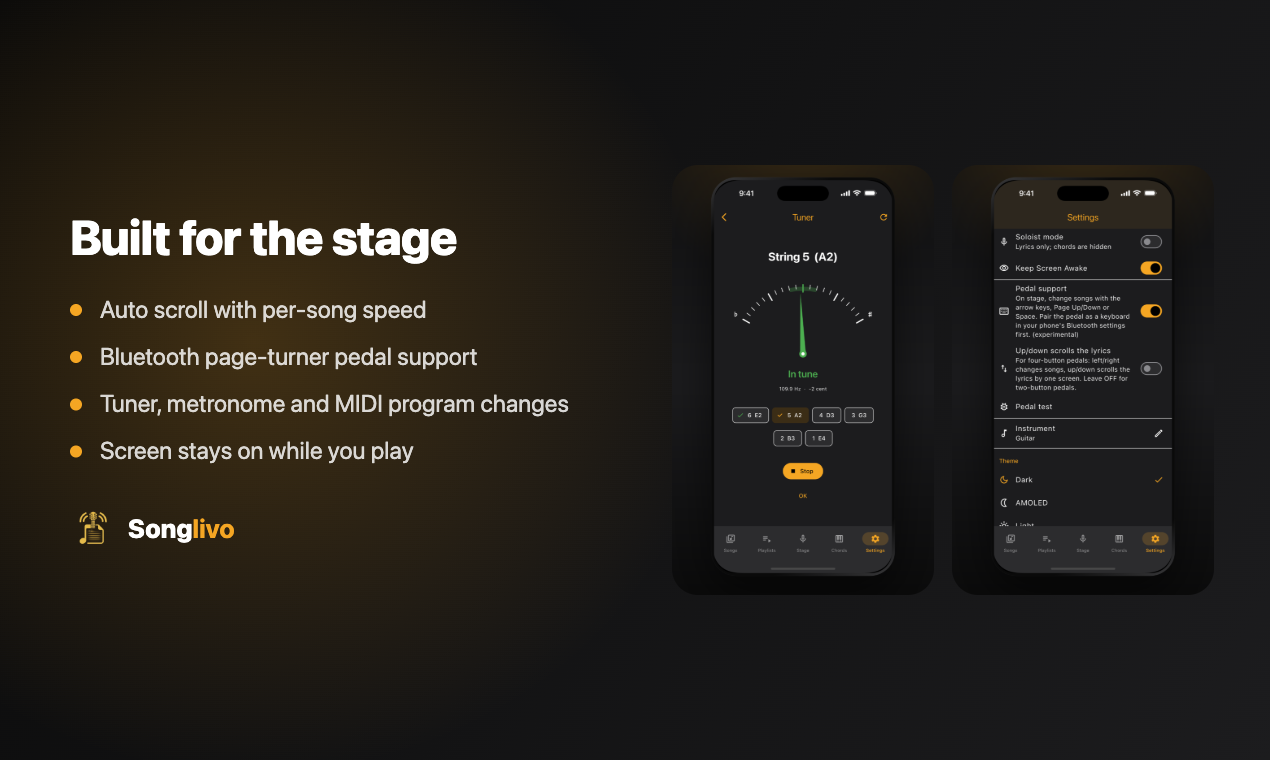 Built for the stage
Auto scroll with per-song speed
Bluetooth page-turner pedal support
Tuner, metronome and MIDI program changes
Screen stays on while you play
Songlivo
9:41
Tuner
String 5 (A2)
♭
♯
In tune
109.9 Hz · -2 cent
6 E2
5 A2
4 D3
3 G3
2 B3
1 E4
Stop
OK
Songs
Playlists
Stage
Chords
Settings
9:41
Settings
Soloist mode
Lyrics only; chords are hidden
Keep Screen Awake
Pedal support
On stage, change songs with the
arrow keys, Page Up/Down or
Space. Pair the pedal as a keyboard
in your phone's Bluetooth settings
first. (experimental)
Up/down scrolls the lyrics
For four-button pedals: left/right
changes songs, up/down scrolls the
lyrics by one screen. Leave OFF for
two-button pedals.
Pedal test
Instrument
Guitar
Theme
Dark
AMOLED
Light
Songs
Playlists
Stage
Chords
Settings